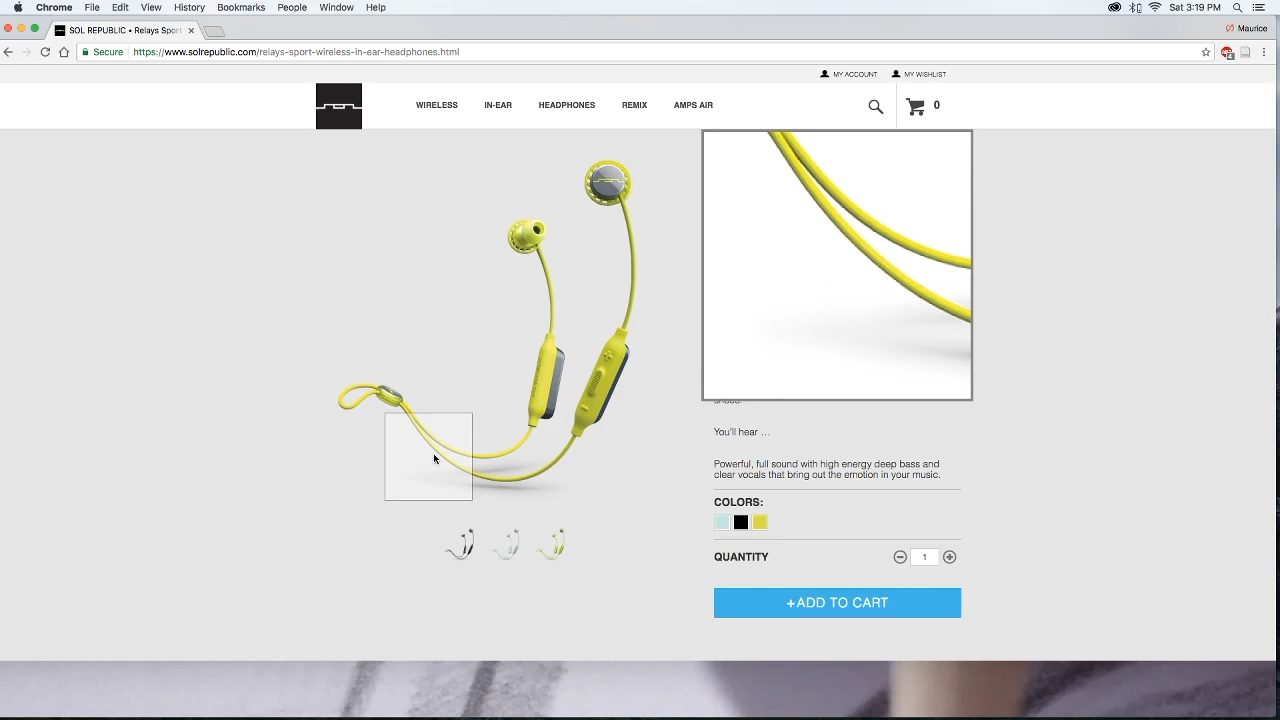 Chrome File Edit View History Bookmarks People Window Help Sat 3:19 PM
SOL REPUBLIC • Relays Sport Maurice
Secure https://www.solrepublic.com/relays-sport-wireless-in-ear-headphones.html
MY ACCOUNT MY WISHLIST
WIRELESS IN-EAR HEADPHONES REMIX AMPS AIR 0
You'll hear ...
Powerful, full sound with high energy deep bass and
clear vocals that bring out the emotion in your music.
COLORS:
QUANTITY 1
+ADD TO CART